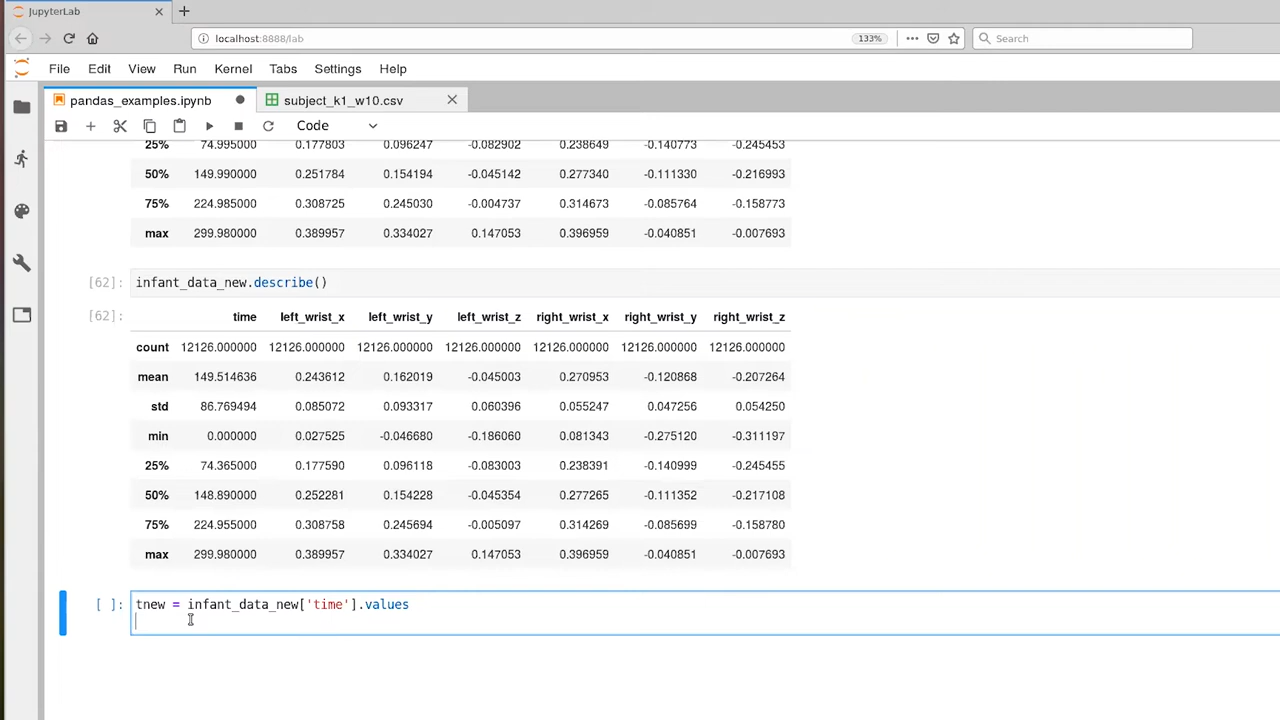 JupyterLab
localhost:8888/lab 133% Search
File Edit View Run Kernel Tabs Settings Help
pandas_examples.ipynb subject_k1_w10.csv
Code
25% 74.995000 0.177803 0.096247 -0.082902 0.238649 -0.140773 -0.245453
50% 149.990000 0.251784 0.154194 -0.045142 0.277340 -0.111330 -0.216993
75% 224.985000 0.308725 0.245030 -0.004737 0.314673 -0.085764 -0.158773
max 299.980000 0.389957 0.334027 0.147053 0.396959 -0.040851 -0.007693
[62]: infant_data_new.describe()
[62]: time left_wrist_x left_wrist_y left_wrist_z right_wrist_x right_wrist_y right_wrist_z
count 12126.000000 12126.000000 12126.000000 12126.000000 12126.000000 12126.000000 12126.000000
mean 149.514636 0.243612 0.162019 -0.045003 0.270953 -0.120868 -0.207264
std 86.769494 0.085072 0.093317 0.060396 0.055247 0.047256 0.054250
min 0.000000 0.027525 -0.046680 -0.186060 0.081343 -0.275120 -0.311197
25% 74.365000 0.177590 0.096118 -0.083003 0.238391 -0.140999 -0.245455
50% 148.890000 0.252281 0.154228 -0.045354 0.277265 -0.111352 -0.217108
75% 224.955000 0.308758 0.245694 -0.005097 0.314269 -0.085699 -0.158780
max 299.980000 0.389957 0.334027 0.147053 0.396959 -0.040851 -0.007693
[ ]: tnew = infant_data_new['time'].values